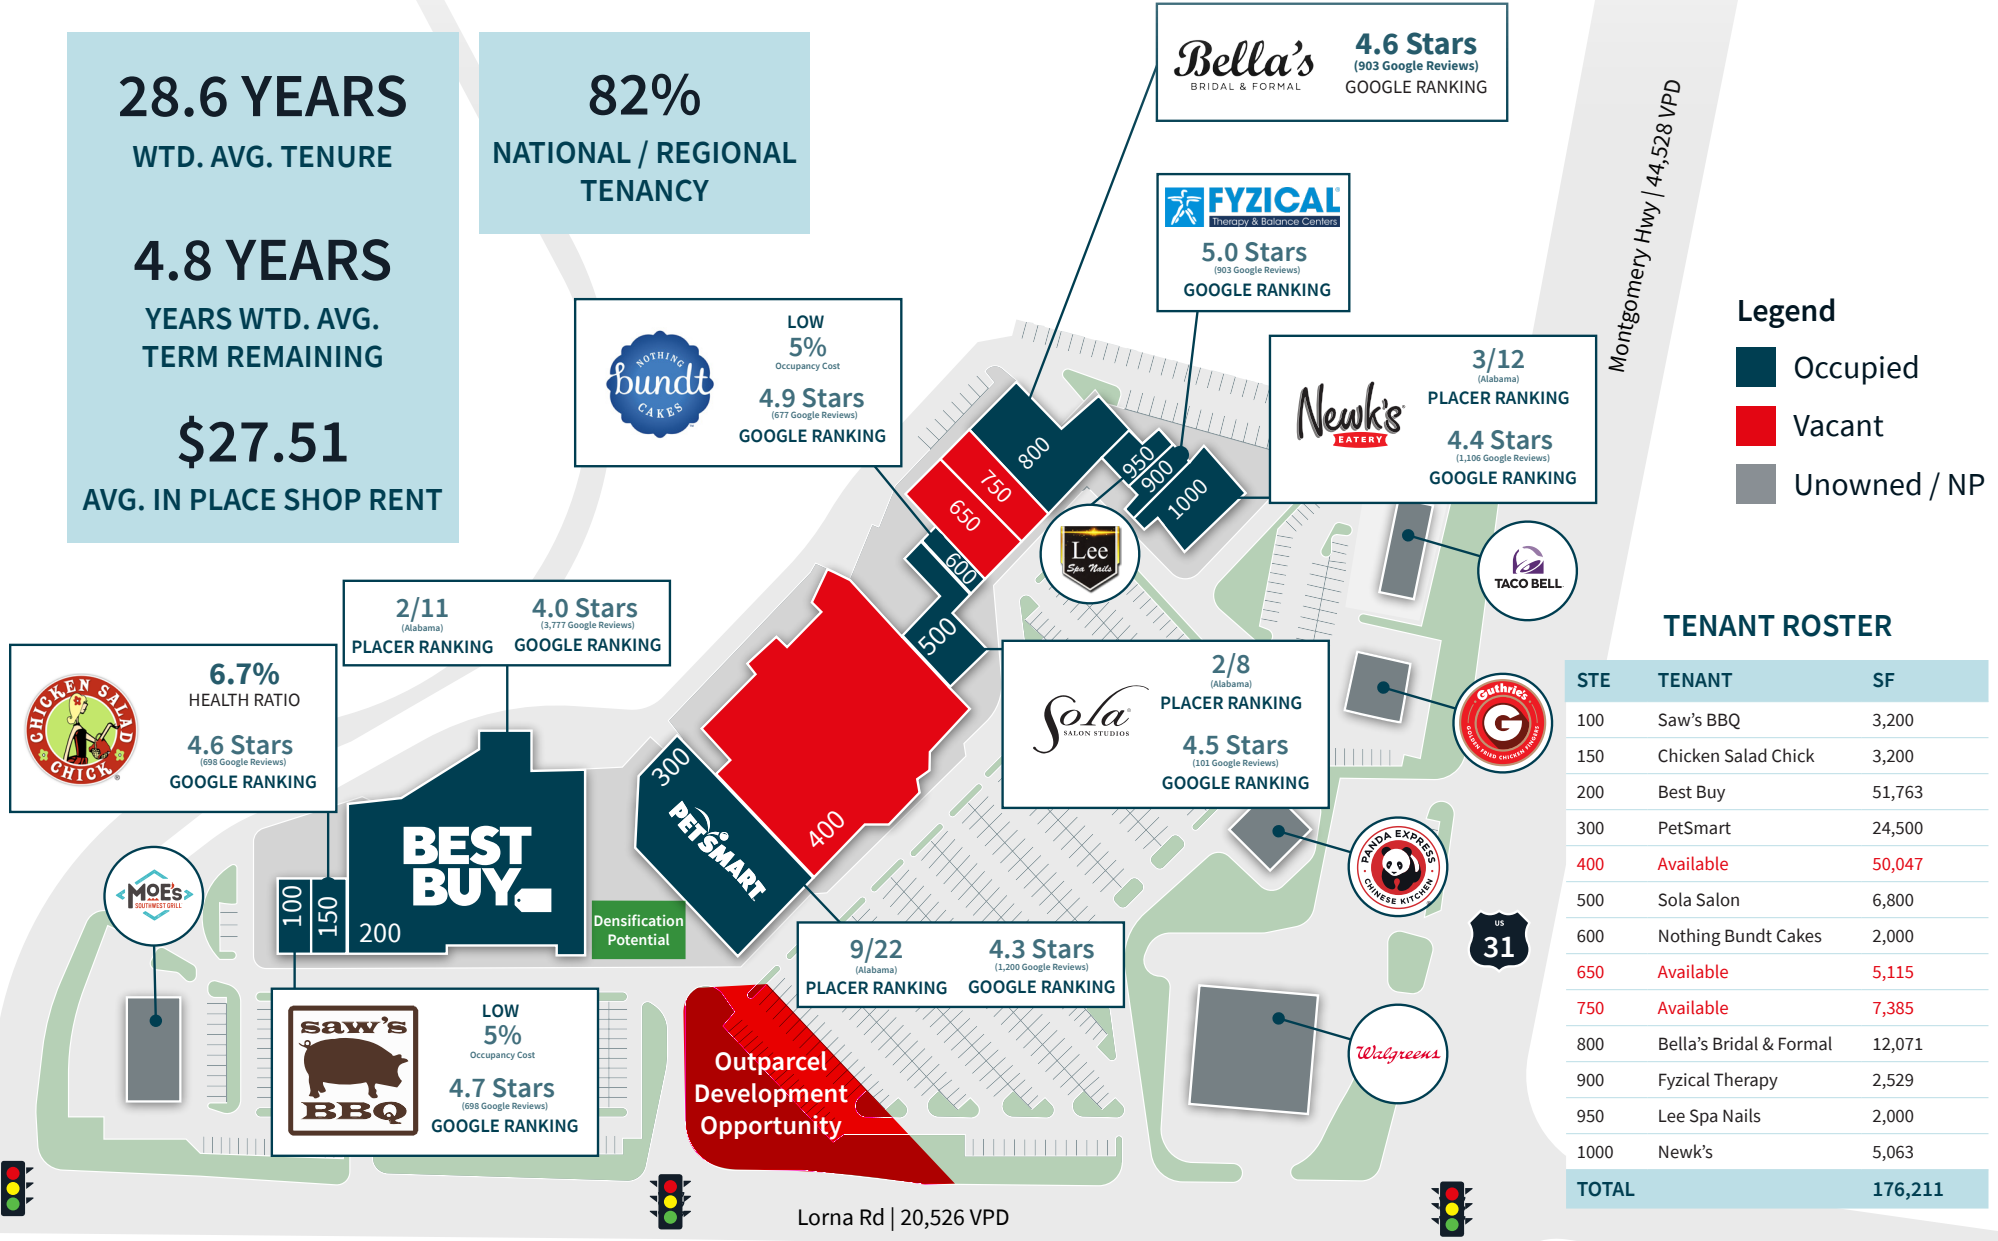 28.6 YEARS
WTD. AVG. TENURE
4.8 YEARS
YEARS WTD. AVG.
TERM REMAINING
$27.51
AVG. IN PLACE SHOP RENT
82%
NATIONAL / REGIONAL
TENANCY
Bella's
BRIDAL & FORMAL
4.6 Stars
(903 Google Reviews)
GOOGLE RANKING
FYZICAL
Therapy & Balance Centers
5.0 Stars
(903 Google Reviews)
GOOGLE RANKING
NOTHING
bundt
CAKES
LOW
5%
Occupancy Cost
4.9 Stars
(677 Google Reviews)
GOOGLE RANKING
Newk's
EATERY
3/12
(Alabama)
PLACER RANKING
4.4 Stars
(1,106 Google Reviews)
GOOGLE RANKING
Montgomery Hwy | 44,528 VPD
Legend
Occupied
Vacant
Unowned / NP
800
750
650
600
500
950
900
1000
Lee
Spa Nails
TACO BELL
2/11
(Alabama)
PLACER RANKING
4.0 Stars
(3,777 Google Reviews)
GOOGLE RANKING
CHICKEN SALAD
CHICK
6.7%
HEALTH RATIO
4.6 Stars
(698 Google Reviews)
GOOGLE RANKING
Sola
SALON STUDIOS
2/8
(Alabama)
PLACER RANKING
4.5 Stars
(101 Google Reviews)
GOOGLE RANKING
Guthrie's
G
GOLDEN FRIED CHICKEN FINGERS
300
PETSMART
400
BEST
BUY
100
150
200
Densification
Potential
MOE's
SOUTHWEST GRILL
PANDA EXPRESS
CHINESE KITCHEN
US
31
9/22
(Alabama)
PLACER RANKING
4.3 Stars
(1,200 Google Reviews)
GOOGLE RANKING
saw's
BBQ
LOW
5%
Occupancy Cost
4.7 Stars
(698 Google Reviews)
GOOGLE RANKING
Outparcel
Development
Opportunity
Walgreens
Lorna Rd | 20,526 VPD
TENANT ROSTER
STE TENANT SF
100 Saw's BBQ 3,200
150 Chicken Salad Chick 3,200
200 Best Buy 51,763
300 PetSmart 24,500
400 Available 50,047
500 Sola Salon 6,800
600 Nothing Bundt Cakes 2,000
650 Available 5,115
750 Available 7,385
800 Bella's Bridal & Formal 12,071
900 Fyzical Therapy 2,529
950 Lee Spa Nails 2,000
1000 Newk's 5,063
TOTAL 176,211